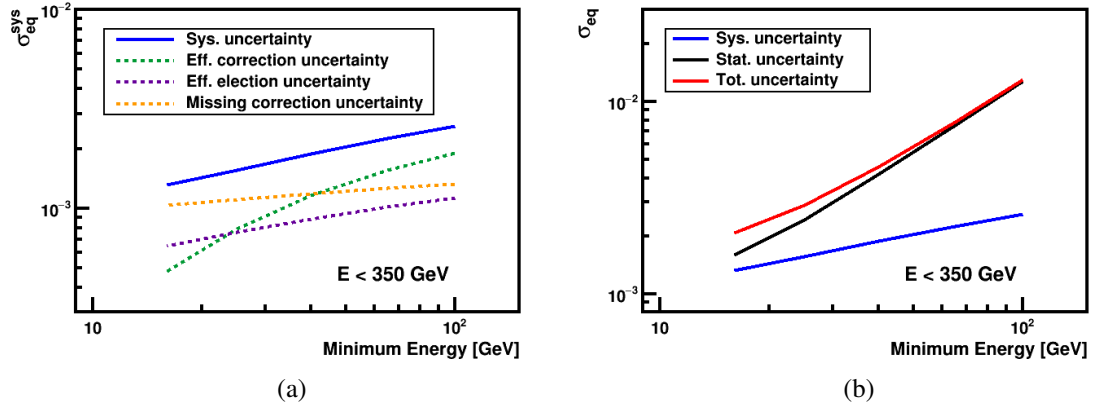 σ_eq^sys
10^-2
10^-3
Sys. uncertainty
Eff. correction uncertainty
Eff. election uncertainty
Missing correction uncertainty
E < 350 GeV
10
10^2
Minimum Energy [GeV]
(a)
σ_eq
10^-2
10^-3
Sys. uncertainty
Stat. uncertainty
Tot. uncertainty
E < 350 GeV
10
10^2
Minimum Energy [GeV]
(b)